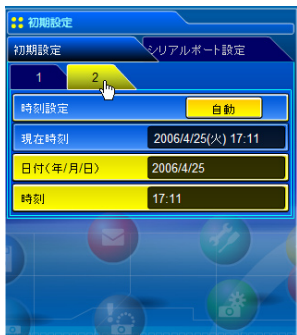 初期設定
初期設定 シリアルポート設定
1 2
時刻設定 自動
現在時刻 2006/4/25(火) 17:11
日付(年/月/日) 2006/4/25
時刻 17:11